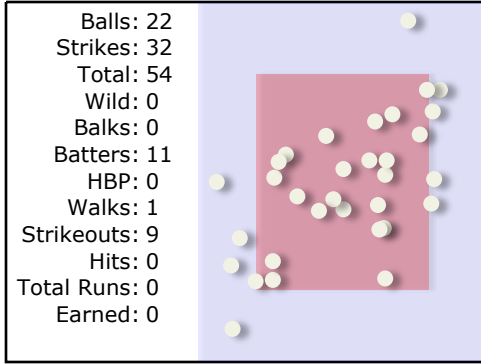 Balls: 22
Strikes: 32
Total: 54
Wild: 0
Balks: 0
Batters: 11
HBP: 0
Walks: 1
Strikeouts: 9
Hits: 0
Total Runs: 0
Earned: 0